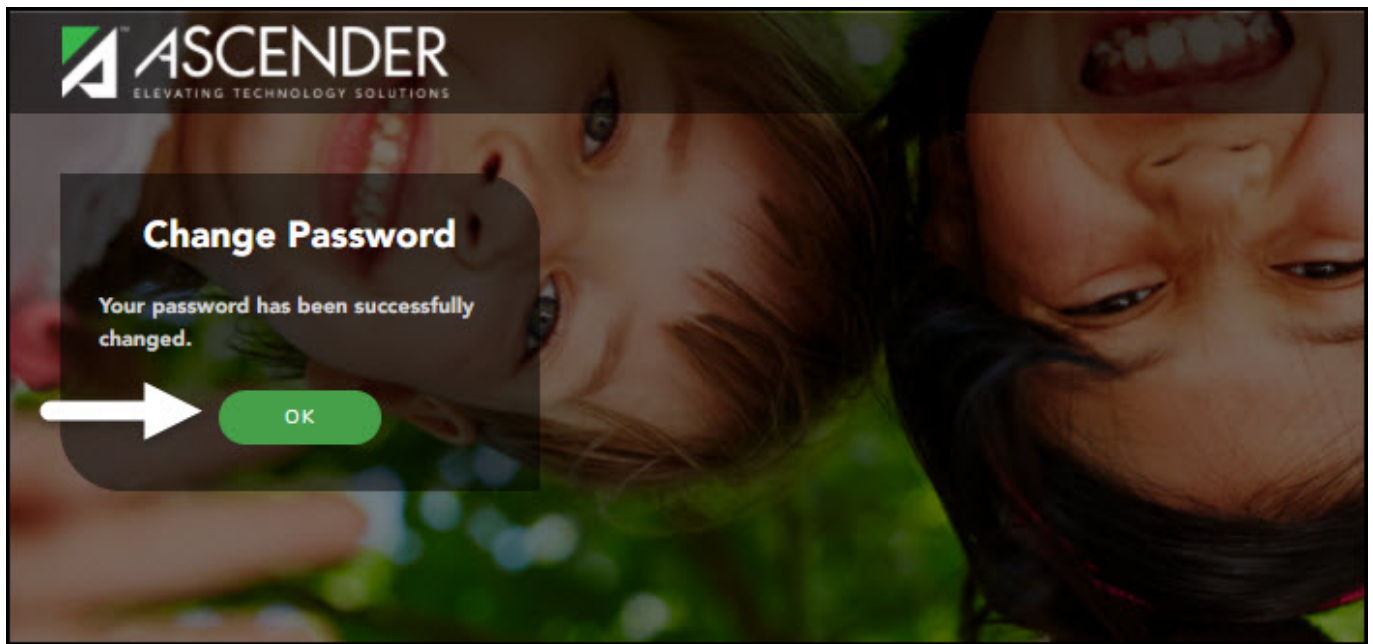 ASCENDER
ELEVATING TECHNOLOGY SOLUTIONS
Change Password
Your password has been successfully
changed.
OK